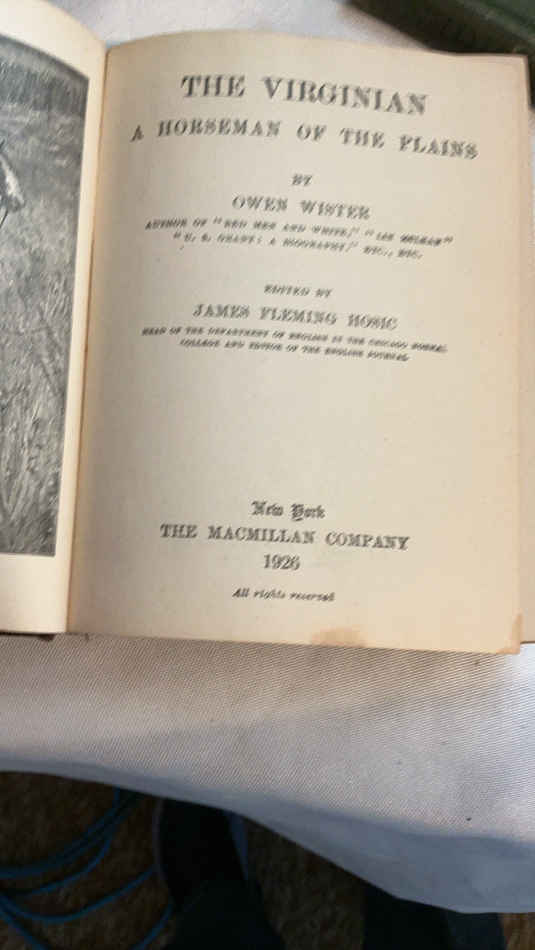 THE VIRGINIAN
A HORSEMAN OF THE PLAINS
BY
OWEN WISTER
AUTHOR OF "RED MEN AND WHITE," "LIN MCLEAN"
"U. S. GRANT: A BIOGRAPHY," ETC., ETC.
EDITED BY
JAMES FLEMING HOSIC
HEAD OF THE DEPARTMENT OF ENGLISH IN THE CHICAGO NORMAL
COLLEGE AND EDITOR OF THE ENGLISH JOURNAL
New York
THE MACMILLAN COMPANY
1926
All rights reserved